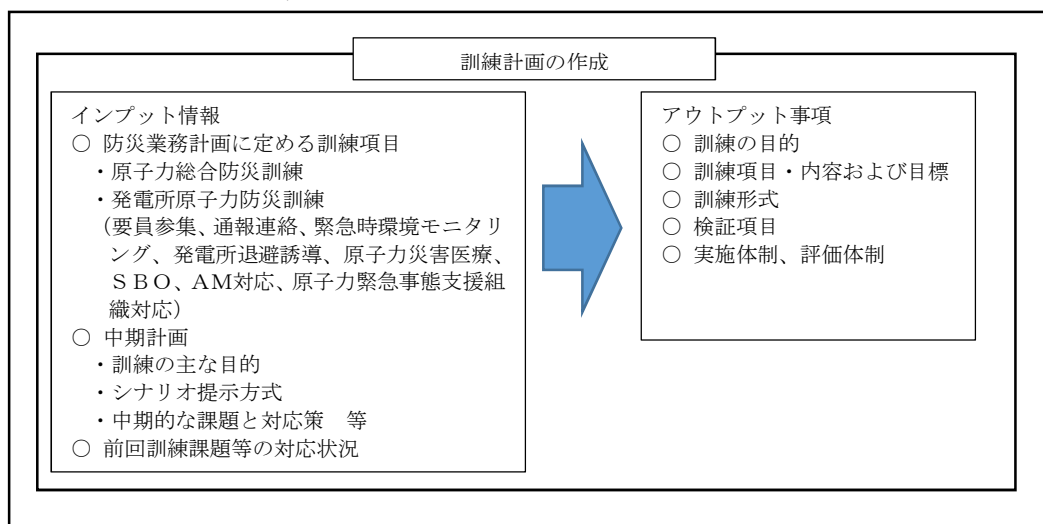 訓練計画の作成
インプット情報
○ 防災業務計画に定める訓練項目
・原子力総合防災訓練
・発電所原子力防災訓練
(要員参集、通報連絡、緊急時環境モニタリ
ング、発電所退避誘導、原子力災害医療、
SBO、AM対応、原子力緊急事態支援組
織対応)
○ 中期計画
・訓練の主な目的
・シナリオ提示方式
・中期的な課題と対応策　等
○ 前回訓練課題等の対応状況
アウトプット事項
○ 訓練の目的
○ 訓練項目・内容および目標
○ 訓練形式
○ 検証項目
○ 実施体制、評価体制